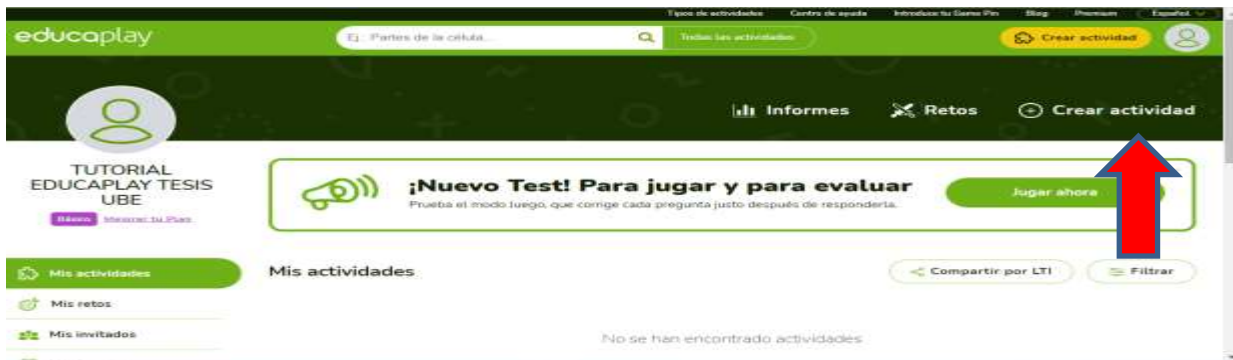 Tipos de actividades Centro de ayuda Introduce tu Game Pin Blog Premium Español
educaplay Ej: Partes de la célula... Todas las actividades Crear actividad
Informes Retos Crear actividad
TUTORIAL
EDUCAPLAY TESIS
UBE
Básico Mejorar tu Plan
¡Nuevo Test! Para jugar y para evaluar
Prueba el modo Juego, que corrige cada pregunta justo después de responderla.
Jugar ahora
Mis actividades
Mis retos
Mis invitados
Mis actividades
Compartir por LTI Filtrar
No se han encontrado actividades